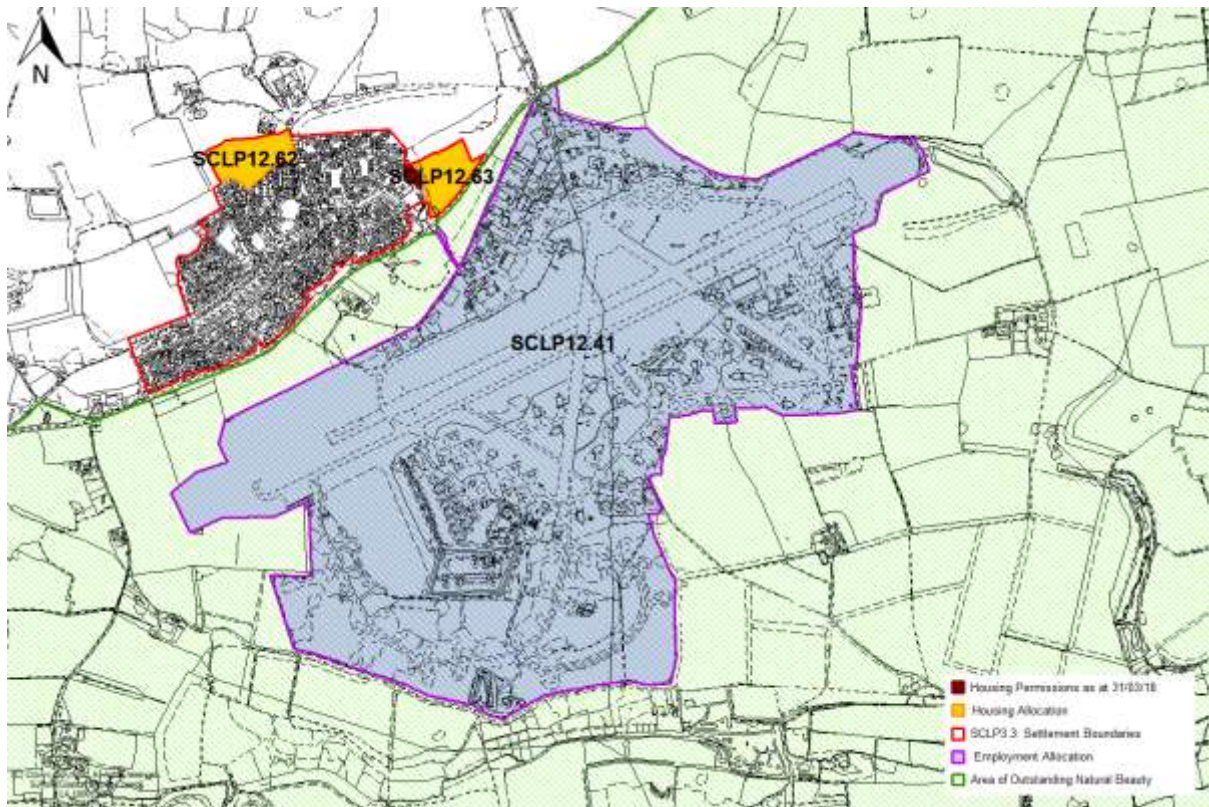 N
SCLP12.62
SCLP12.63
SCLP12.41
Housing Permissions as at 31/03/18
Housing Allocation
SCLP3.3: Settlement Boundaries
Employment Allocation
Area of Outstanding Natural Beauty